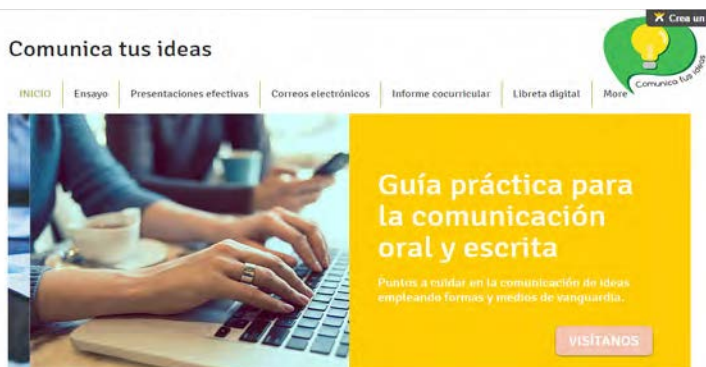 Crea un
Comunica tus ideas
Comunica tus ideas
INICIO
Ensayo
Presentaciones efectivas
Correos electrónicos
Informe cocurricular
Libreta digital
More
Guía práctica para
la comunicación
oral y escrita
Puntos a cuidar en la comunicación de ideas
empleando formas y medios de vanguardia.
VISÍTANOS